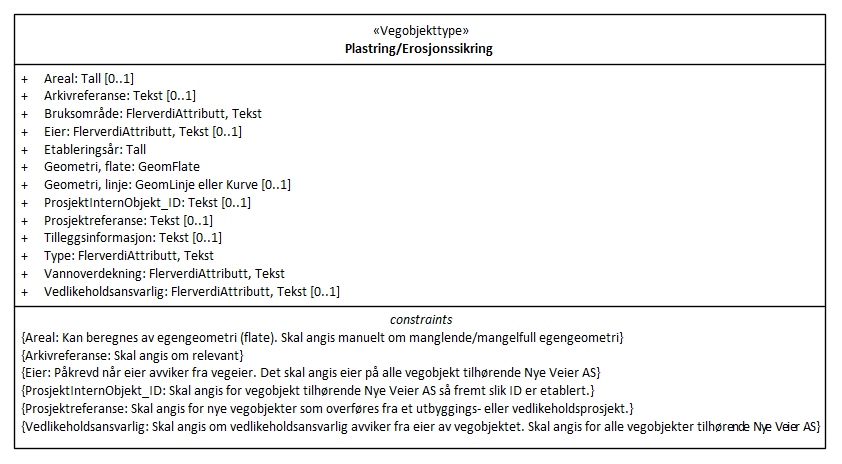 «Vegobjekttype»
Plastring/Erosjonssikring
+ Areal: Tall [0..1]
+ Arkivreferanse: Tekst [0..1]
+ Bruksområde: FlerverdiAttributt, Tekst
+ Eier: FlerverdiAttributt, Tekst [0..1]
+ Etableringsår: Tall
+ Geometri, flate: GeomFlate
+ Geometri, linje: GeomLinje eller Kurve [0..1]
+ ProsjektInternObjekt_ID: Tekst [0..1]
+ Prosjektreferanse: Tekst [0..1]
+ Tilleggsinformasjon: Tekst [0..1]
+ Type: FlerverdiAttributt, Tekst
+ Vannoverdekning: FlerverdiAttributt, Tekst
+ Vedlikeholdsansvarlig: FlerverdiAttributt, Tekst [0..1]
constraints
{Areal: Kan beregnes av egengeometri (flate). Skal angis manuelt om manglende/mangelfull egengeometri}
{Arkivreferanse: Skal angis om relevant}
{Eier: Påkrevd når eier avviker fra vegeier. Det skal angis eier på alle vegobjekt tilhørende Nye Veier AS}
{ProsjektInternObjekt_ID: Skal angis for vegobjekt tilhørende Nye Veier AS så fremt slik ID er etablert.}
{Prosjektreferanse: Skal angis for nye vegobjekter som overføres fra et utbyggings- eller vedlikeholdsprosjekt.}
{Vedlikeholdsansvarlig: Skal angis om vedlikeholdsansvarlig avviker fra eier av vegobjektet. Skal angis for alle vegobjekter tilhørende Nye Veier AS}